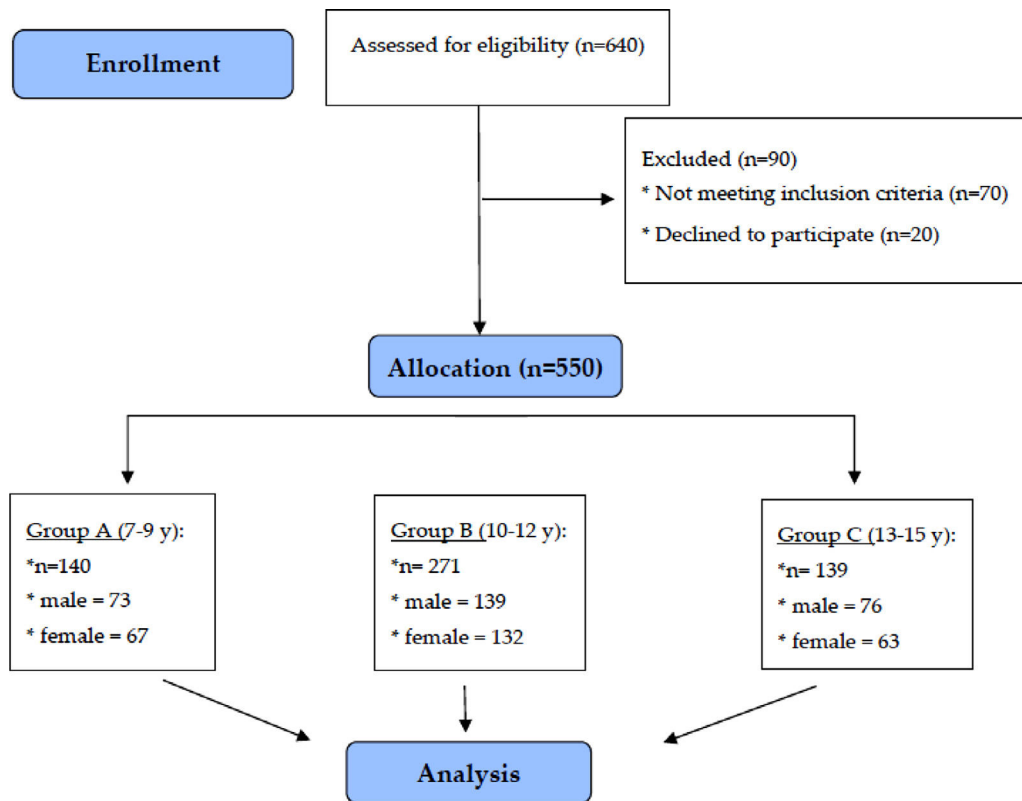 Enrollment
Assessed for eligibility (n=640)
Excluded (n=90)
* Not meeting inclusion criteria (n=70)
* Declined to participate (n=20)
Allocation (n=550)
Group A (7-9 y):
*n=140
* male = 73
* female = 67
Group B (10-12 y):
*n= 271
* male = 139
* female = 132
Group C (13-15 y):
*n= 139
* male = 76
* female = 63
Analysis